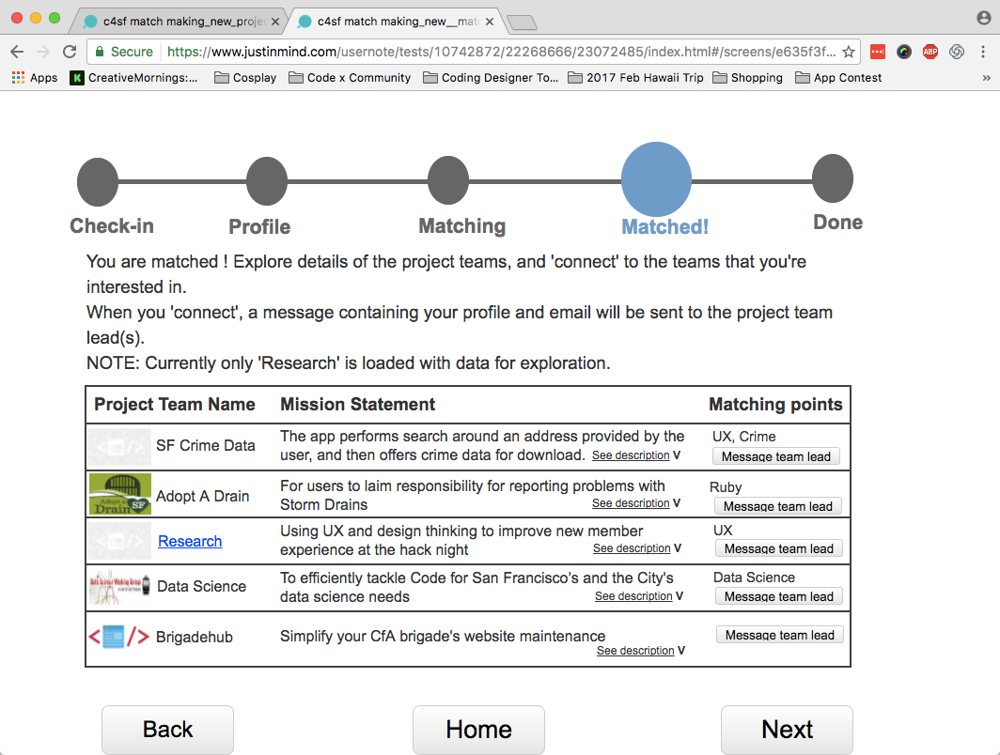 c4sf match making_new_proje
c4sf match making_new__mat
Secure
https://www.justinmind.com/usernote/tests/10742872/22268666/23072485/index.html#/screens/e635f3f...
ABP
Apps
K CreativeMornings:...
Cosplay
Code x Community
Coding Designer To...
2017 Feb Hawaii Trip
Shopping
App Contest
»
Check-in
Profile
Matching
Matched!
Done
You are matched ! Explore details of the project teams, and 'connect' to the teams that you're
interested in.
When you 'connect', a message containing your profile and email will be sent to the project team
lead(s).
NOTE: Currently only 'Research' is loaded with data for exploration.
Project Team Name Mission Statement Matching points
</> SF Crime Data
The app performs search around an address provided by the
user, and then offers crime data for download. See description V
UX, Crime
Message team lead
Adopt a
Drain SF
Adopt A Drain
For users to laim responsibility for reporting problems with
Storm Drains See description V
Ruby
Message team lead
</> Research
Using UX and design thinking to improve new member
experience at the hack night See description V
UX
Message team lead
Data Science Working Group
Data Science
To efficiently tackle Code for San Francisco's and the City's
data science needs See description V
Data Science
Message team lead
</> Brigadehub
Simplify your CfA brigade's website maintenance
See description V
Message team lead
Back
Home
Next